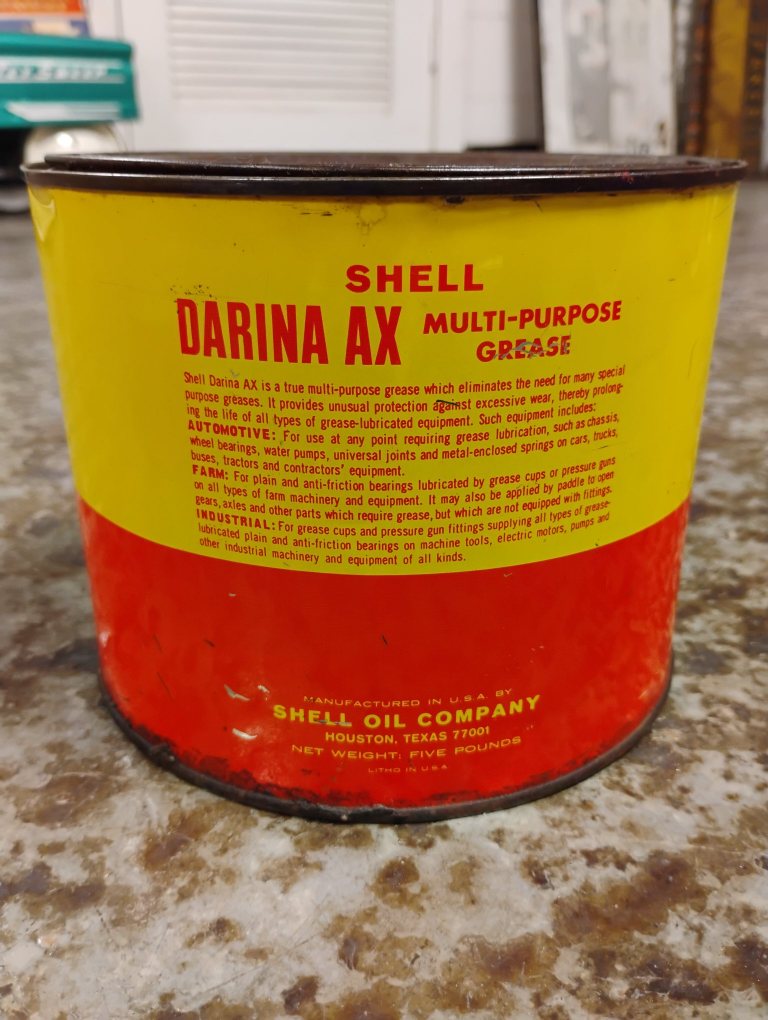 SHELL
DARINA AX MULTI-PURPOSE
GREASE
Shell Darina AX is a true multi-purpose grease which eliminates the need for many special
purpose greases. It provides unusual protection against excessive wear, thereby prolong-
ing the life of all types of grease-lubricated equipment. Such equipment includes:
AUTOMOTIVE: For use at any point requiring grease lubrication, such as chassis,
wheel bearings, water pumps, universal joints and metal-enclosed springs on cars, trucks,
buses, tractors and contractors' equipment.
FARM: For plain and anti-friction bearings lubricated by grease cups or pressure guns
on all types of farm machinery and equipment. It may also be applied by paddle to open
gears, axles and other parts which require grease, but which are not equipped with fittings.
INDUSTRIAL: For grease cups and pressure gun fittings supplying all types of grease-
lubricated plain and anti-friction bearings on machine tools, electric motors, pumps and
other industrial machinery and equipment of all kinds.
MANUFACTURED IN U.S.A. BY
SHELL OIL COMPANY
HOUSTON, TEXAS 77001
NET WEIGHT: FIVE POUNDS
LITHO IN U.S.A.